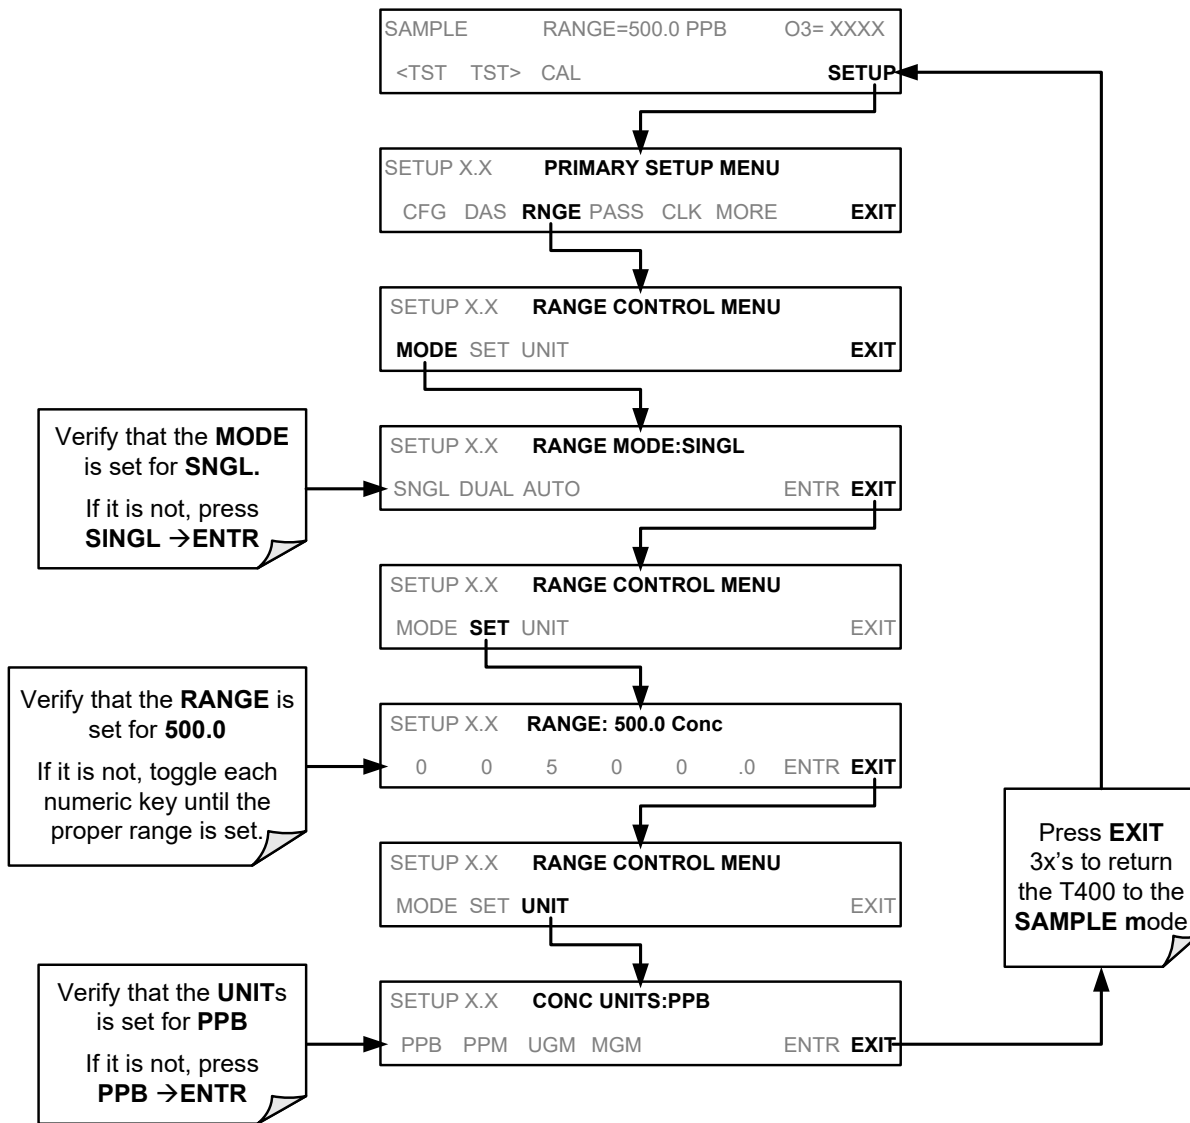 SAMPLE RANGE=500.0 PPB O3= XXXX
<TST TST> CAL SETUP
SETUP X.X PRIMARY SETUP MENU
CFG DAS RNGE PASS CLK MORE EXIT
SETUP X.X RANGE CONTROL MENU
MODE SET UNIT EXIT
Verify that the MODE
is set for SNGL.
If it is not, press
SINGL →ENTR
SETUP X.X RANGE MODE:SINGL
SNGL DUAL AUTO ENTR EXIT
SETUP X.X RANGE CONTROL MENU
MODE SET UNIT EXIT
Verify that the RANGE is
set for 500.0
If it is not, toggle each
numeric key until the
proper range is set.
SETUP X.X RANGE: 500.0 Conc
0 0 5 0 0 .0 ENTR EXIT
SETUP X.X RANGE CONTROL MENU
MODE SET UNIT EXIT
Press EXIT
3x's to return
the T400 to the
SAMPLE mode
Verify that the UNITs
is set for PPB
If it is not, press
PPB →ENTR
SETUP X.X CONC UNITS:PPB
PPB PPM UGM MGM ENTR EXIT